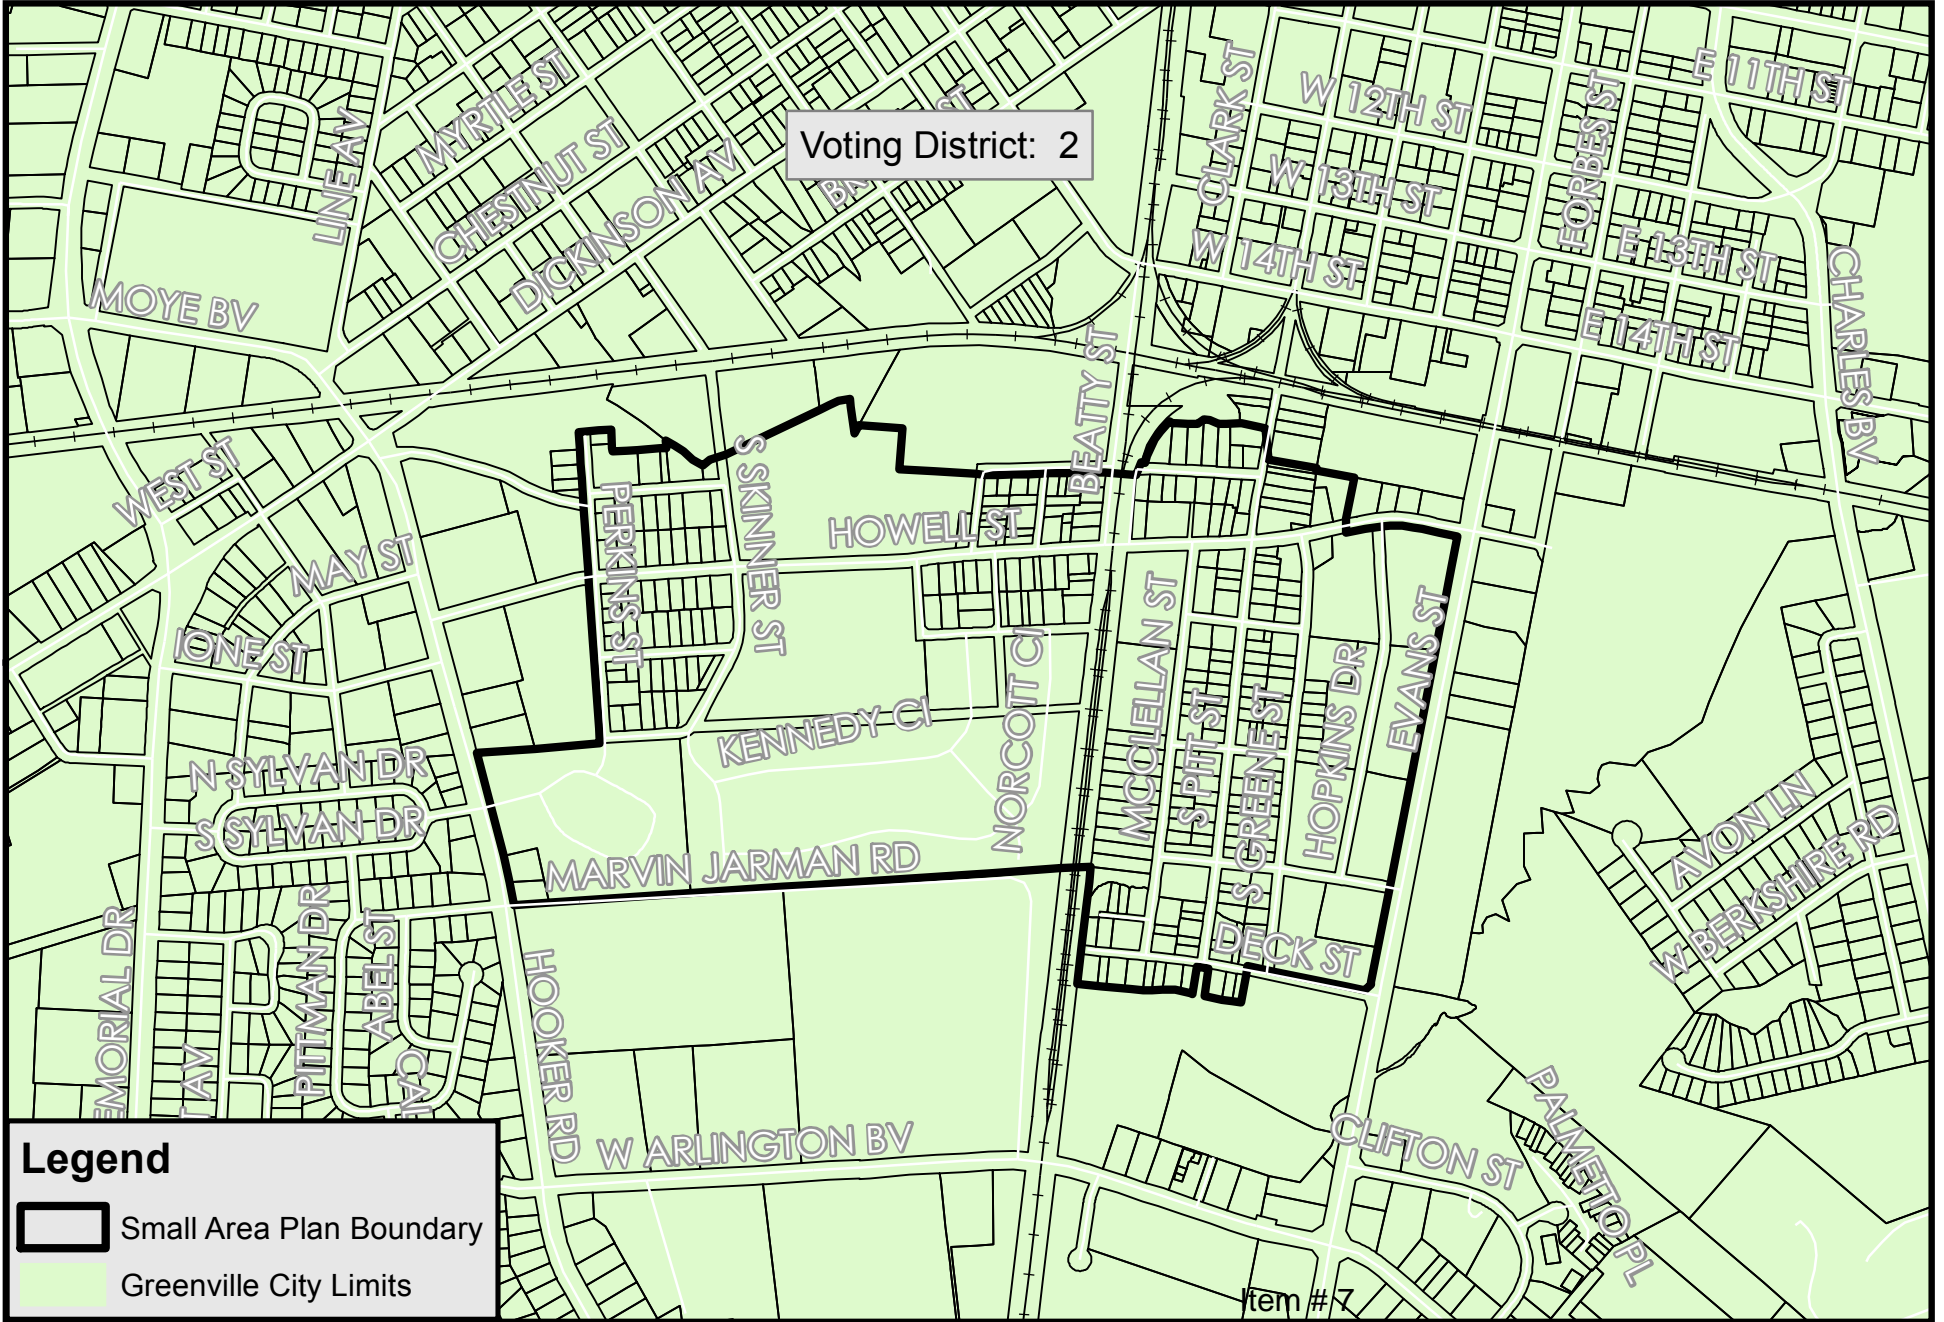 E 11TH ST
MYRTLE ST
CLARK ST
W 12TH ST
FORBES ST
Voting District: 2
CHESTNUT ST
LINE AV
DICKINSON AV
W 13TH ST
W 14TH ST
E 13TH ST
MOYE BV
E 14TH ST
CHARLES BV
BEATTY ST
WEST ST
S SKINNER ST
PERKINS ST
HOWELL ST
MAY ST
IONE ST
MCCLELLAN ST
S PITT ST
S GREENE ST
HOPKINS DR
EVANS ST
NORCOTT CI
KENNEDY CI
N SYLVAN DR
S SYLVAN DR
MARVIN JARMAN RD
AVON LN
W BERKSHIRE RD
DECK ST
EMORIAL DR
PITTMAN DR
ABEL ST
HOOKER RD
T AV
W ARLINGTON BV
CLIFTON ST
PALMETTO PL
Legend
Small Area Plan Boundary
Greenville City Limits
Item # 7